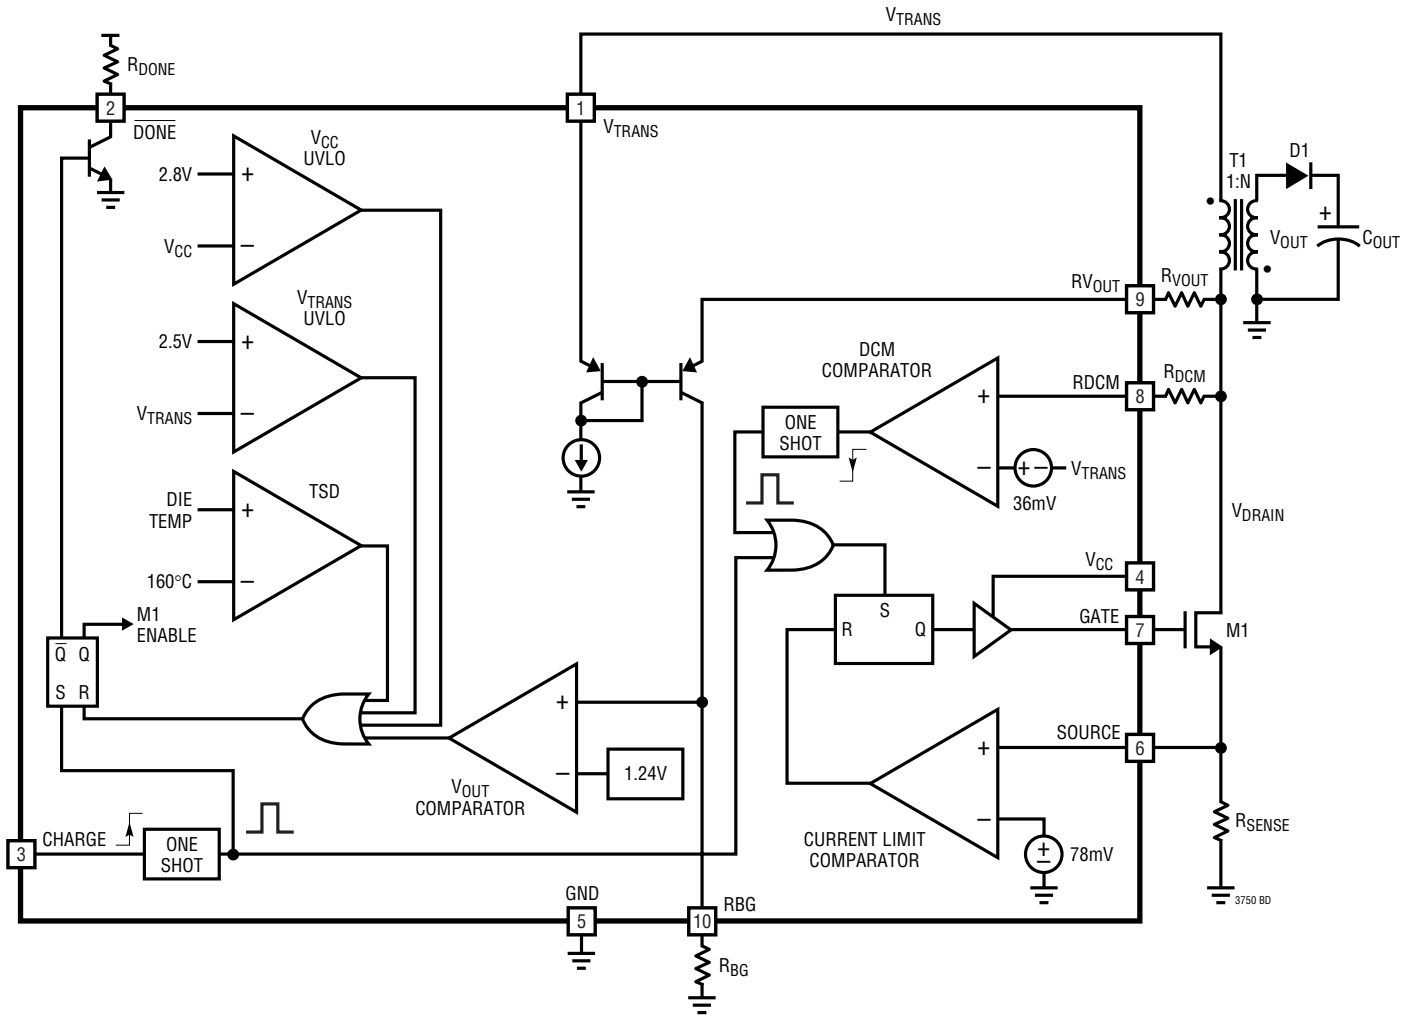 VTRANS
RDONE
2
DONE
1
VTRANS
VCC
UVLO
2.8V
+
VCC
−
VTRANS
UVLO
2.5V
+
VTRANS
−
TSD
DIE
TEMP
+
160°C
−
M1
ENABLE
Q Q
S R
T1
1:N
D1
+
VOUT
COUT
RVOUT
9
RVOUT
DCM
COMPARATOR
RDCM
8
RDCM
+
ONE
SHOT
−
+ −
VTRANS
36mV
VDRAIN
VCC
4
S
R
Q
GATE
7
M1
+
−
1.24V
VOUT
COMPARATOR
SOURCE
6
+
−
CURRENT LIMIT
COMPARATOR
+
−
78mV
RSENSE
3
CHARGE
ONE
SHOT
GND
5
RBG
10
RBG
3750 BD